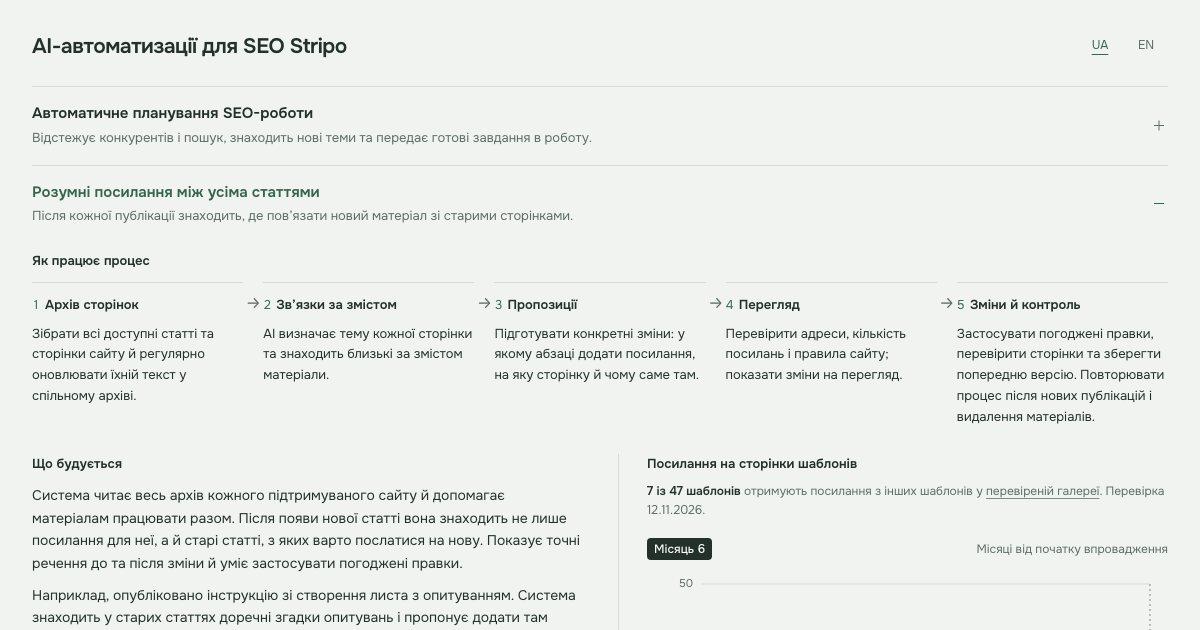 AI-автоматизації для SEO Stripo
UA
EN
Автоматичне планування SEO-роботи
Відстежує конкурентів і пошук, знаходить нові теми та передає готові завдання в роботу.
Розумні посилання між усіма статтями
Після кожної публікації знаходить, де пов’язати новий матеріал зі старими сторінками.
Як працює процес
1 Архів сторінок
Зібрати всі доступні статті та
сторінки сайту й регулярно
оновлювати їхній текст у
спільному архіві.
→ 2 Зв’язки за змістом
AI визначає тему кожної сторінки
та знаходить близькі за змістом
матеріали.
→ 3 Пропозиції
Підготувати конкретні зміни: у
якому абзаці додати посилання,
на яку сторінку й чому саме там.
→ 4 Перегляд
Перевірити адреси, кількість
посилань і правила сайту;
показати зміни на перегляд.
→ 5 Зміни й контроль
Застосувати погоджені правки,
перевірити сторінки та зберегти
попередню версію. Повторювати
процес після нових публікацій і
видалення матеріалів.
Що будується
Система читає весь архів кожного підтримуваного сайту й допомагає
матеріалам працювати разом. Після появи нової статті вона знаходить не лише
посилання для неї, а й старі статті, з яких варто послатися на нову. Показує точні
речення до та після зміни й уміє застосувати погоджені правки.
Наприклад, опубліковано інструкцію зі створення листа з опитуванням. Система
знаходить у старих статтях доречні згадки опитувань і пропонує додати там
Посилання на сторінки шаблонів
7 із 47 шаблонів отримують посилання з інших шаблонів у перевіреній галереї. Перевірка
12.11.2026.
Місяць 6
Місяці від початку впровадження
50